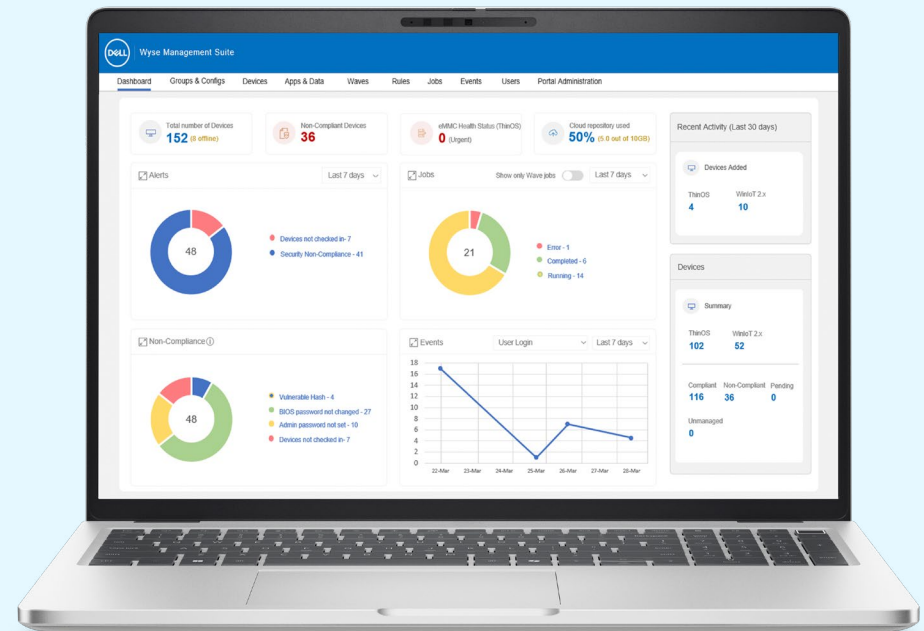 DELL
Wyse Management Suite
Dashboard Groups & Configs Devices Apps & Data Waves Rules Jobs Events Users Portal Administration
Total number of Devices
152 (8 offline)
Non-Compliant Devices
36
eMMC Health Status (ThinOS)
0 (Urgent)
Cloud repository used
50% (5.0 out of 10GB)
Recent Activity (Last 30 days)
Devices Added
ThinOS WinIoT 2.x
4 10
Alerts Last 7 days
48
Devices not checked in- 7
Security Non-Compliance - 41
Jobs Show only Wave jobs Last 7 days
21
Error - 1
Completed - 6
Running - 14
Devices
Summary
ThinOS WinIoT 2.x
102 52
Compliant Non-Compliant Pending
116 36 0
Unmanaged
0
Non-Compliance
48
Vulnerable Hash - 4
BIOS password not changed - 27
Admin password not set - 10
Devices not checked in- 7
Events User Login Last 7 days
18
16
14
12
10
8
6
4
2
0
22-Mar 23-Mar 24-Mar 25-Mar 26-Mar 27-Mar 28-Mar